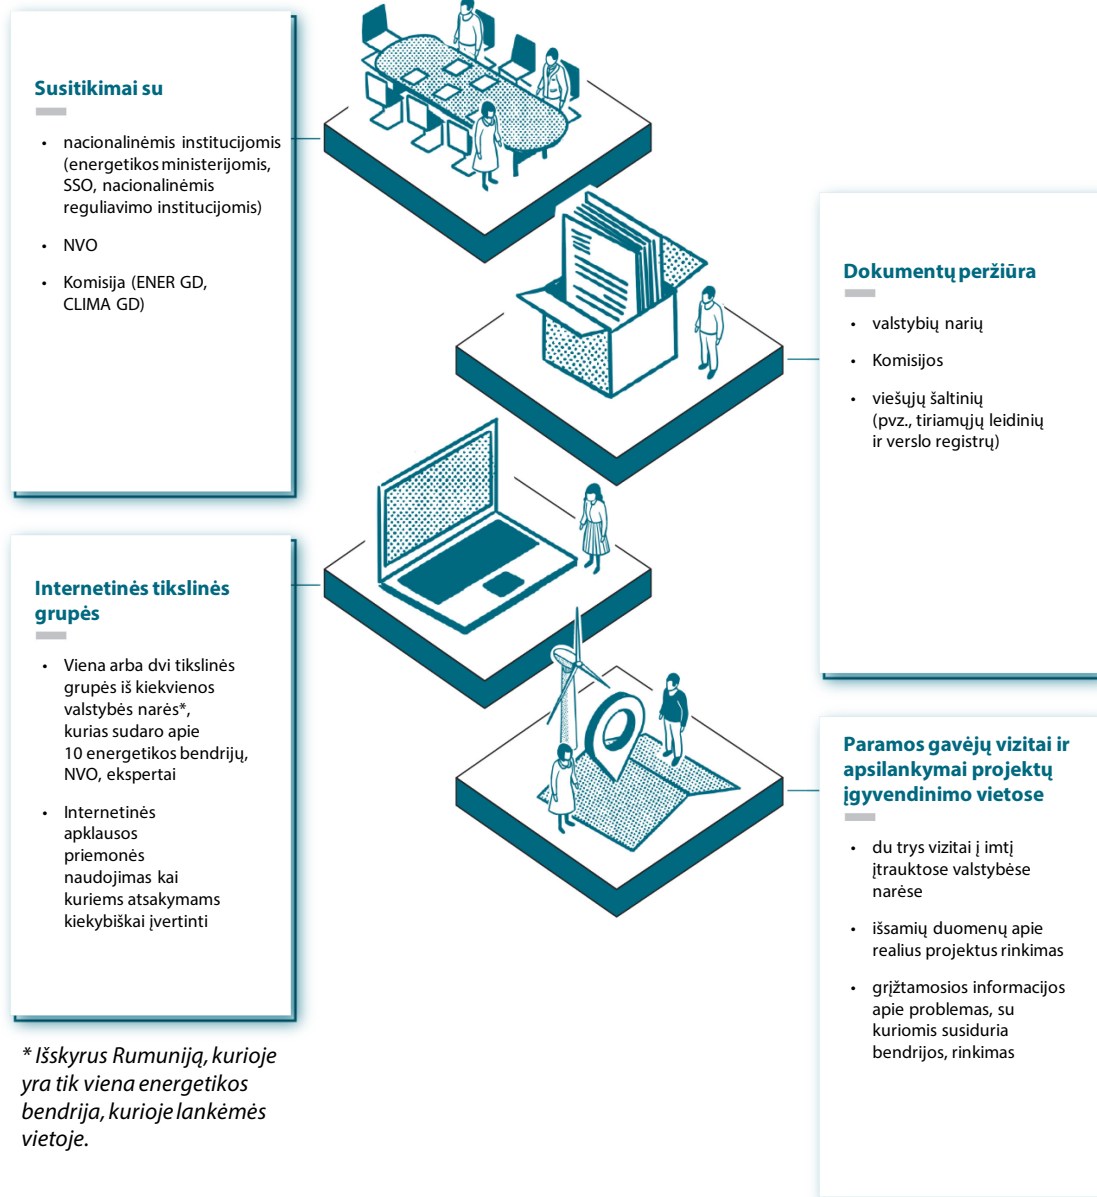 Susitikimai su
• nacionalinėmis institucijomis
(energetikos ministerijomis,
SSO, nacionalinėmis
reguliavimo institucijomis)
• NVO
• Komisija (ENER GD,
CLIMA GD)
Dokumentų peržiūra
• valstybių narių
• Komisijos
• viešųjų šaltinių
(pvz., tiriamųjų leidinių
ir verslo registrų)
Internetinės tikslinės
grupės
• Viena arba dvi tikslinės
grupės iš kiekvienos
valstybės narės*,
kurias sudaro apie
10 energetikos bendrijų,
NVO, ekspertai
• Internetinės
apklausos
priemonės
naudojimas kai
kuriems atsakymams
kiekybiškai įvertinti
Paramos gavėjų vizitai ir
apsilankymai projektų
įgyvendinimo vietose
• du trys vizitai į imtį
įtrauktose valstybėse
narėse
• išsamių duomenų apie
realius projektus rinkimas
• grįžtamosios informacijos
apie problemas, su
kuriomis susiduria
bendrijos, rinkimas
* Išskyrus Rumuniją, kurioje
yra tik viena energetikos
bendrija, kurioje lankėmės
vietoje.